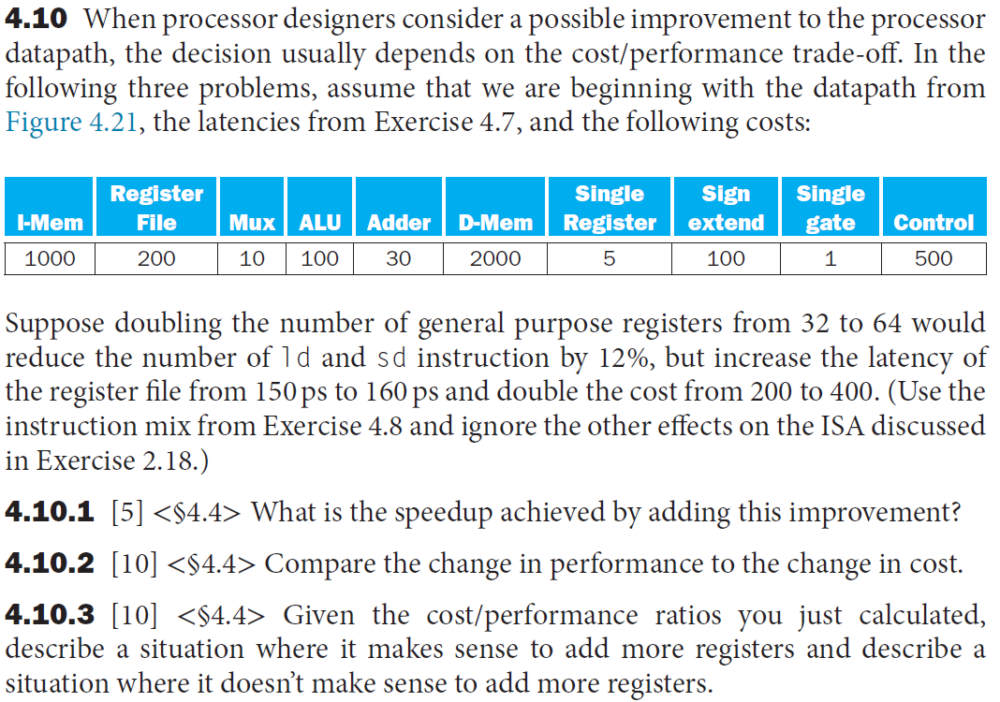 4.10 When processor designers consider a possible improvement to the processor
datapath, the decision usually depends on the cost/performance trade-off. In the
following three problems, assume that we are beginning with the datapath from
Figure 4.21, the latencies from Exercise 4.7, and the following costs:
I-Mem Register File Mux ALU Adder D-Mem Single Register Sign extend Single gate Control
1000 200 10 100 30 2000 5 100 1 500
Suppose doubling the number of general purpose registers from 32 to 64 would
reduce the number of ld and sd instruction by 12%, but increase the latency of
the register file from 150 ps to 160 ps and double the cost from 200 to 400. (Use the
instruction mix from Exercise 4.8 and ignore the other effects on the ISA discussed
in Exercise 2.18.)
4.10.1 [5] <§4.4> What is the speedup achieved by adding this improvement?
4.10.2 [10] <§4.4> Compare the change in performance to the change in cost.
4.10.3 [10] <§4.4> Given the cost/performance ratios you just calculated,
describe a situation where it makes sense to add more registers and describe a
situation where it doesn’t make sense to add more registers.